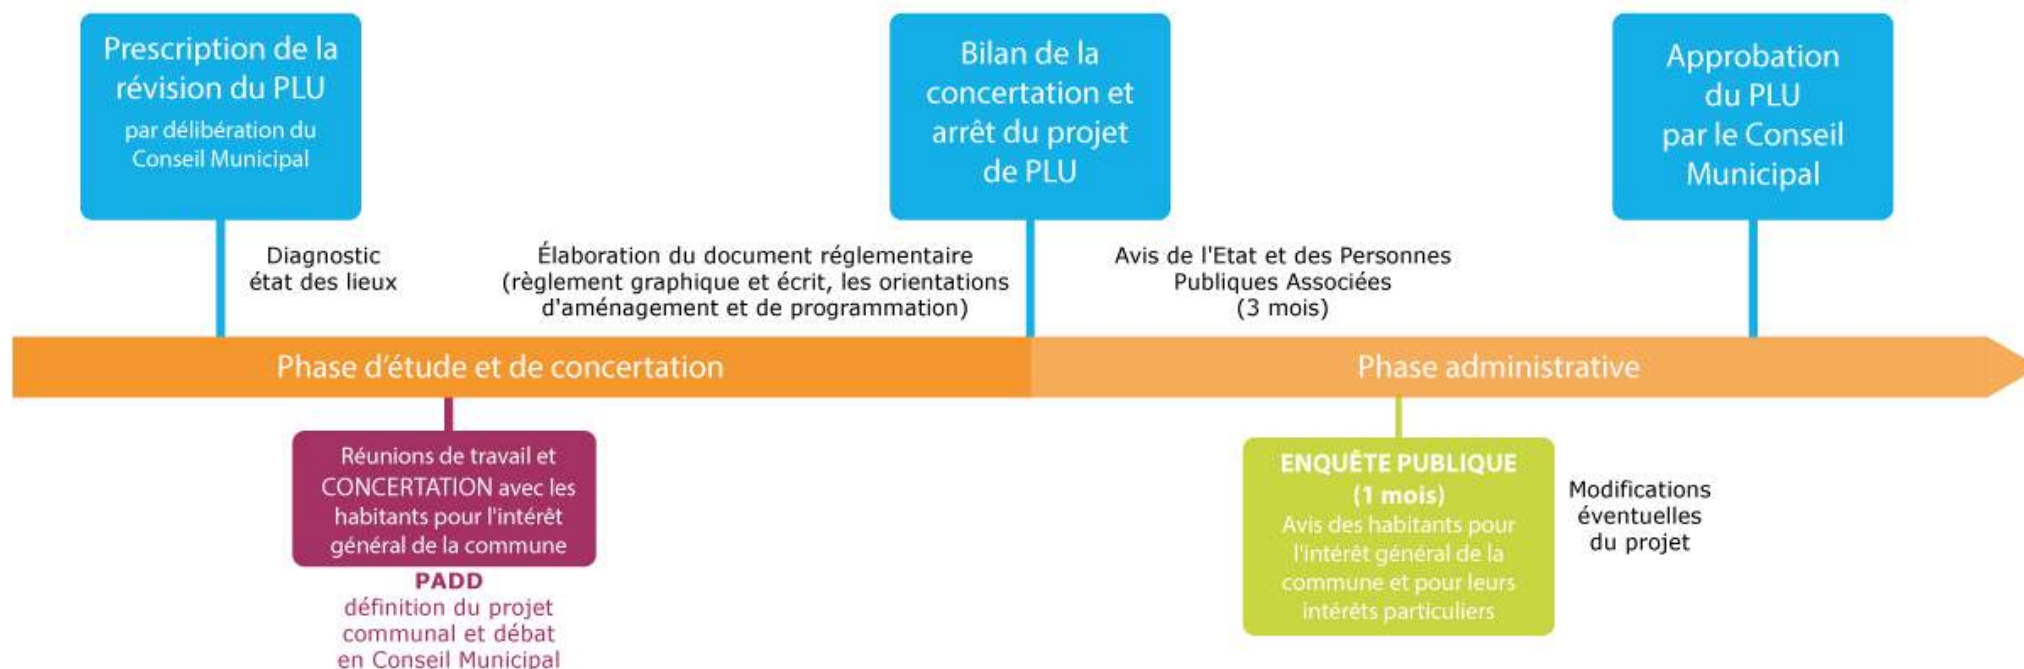 Prescription de la
révision du PLU
par délibération du
Conseil Municipal
Bilan de la
concertation et
arrêt du projet
de PLU
Approbation
du PLU
par le Conseil
Municipal
Diagnostic
état des lieux
Élaboration du document réglementaire
(règlement graphique et écrit, les orientations
d'aménagement et de programmation)
Avis de l'Etat et des Personnes
Publiques Associées
(3 mois)
Phase d'étude et de concertation
Phase administrative
Réunions de travail et
CONCERTATION avec les
habitants pour l'intérêt
général de la commune
PADD
définition du projet
communal et débat
en Conseil Municipal
ENQUÊTE PUBLIQUE
(1 mois)
Avis des habitants pour
l'intérêt général de la
commune et pour leurs
intérêts particuliers
Modifications
éventuelles
du projet